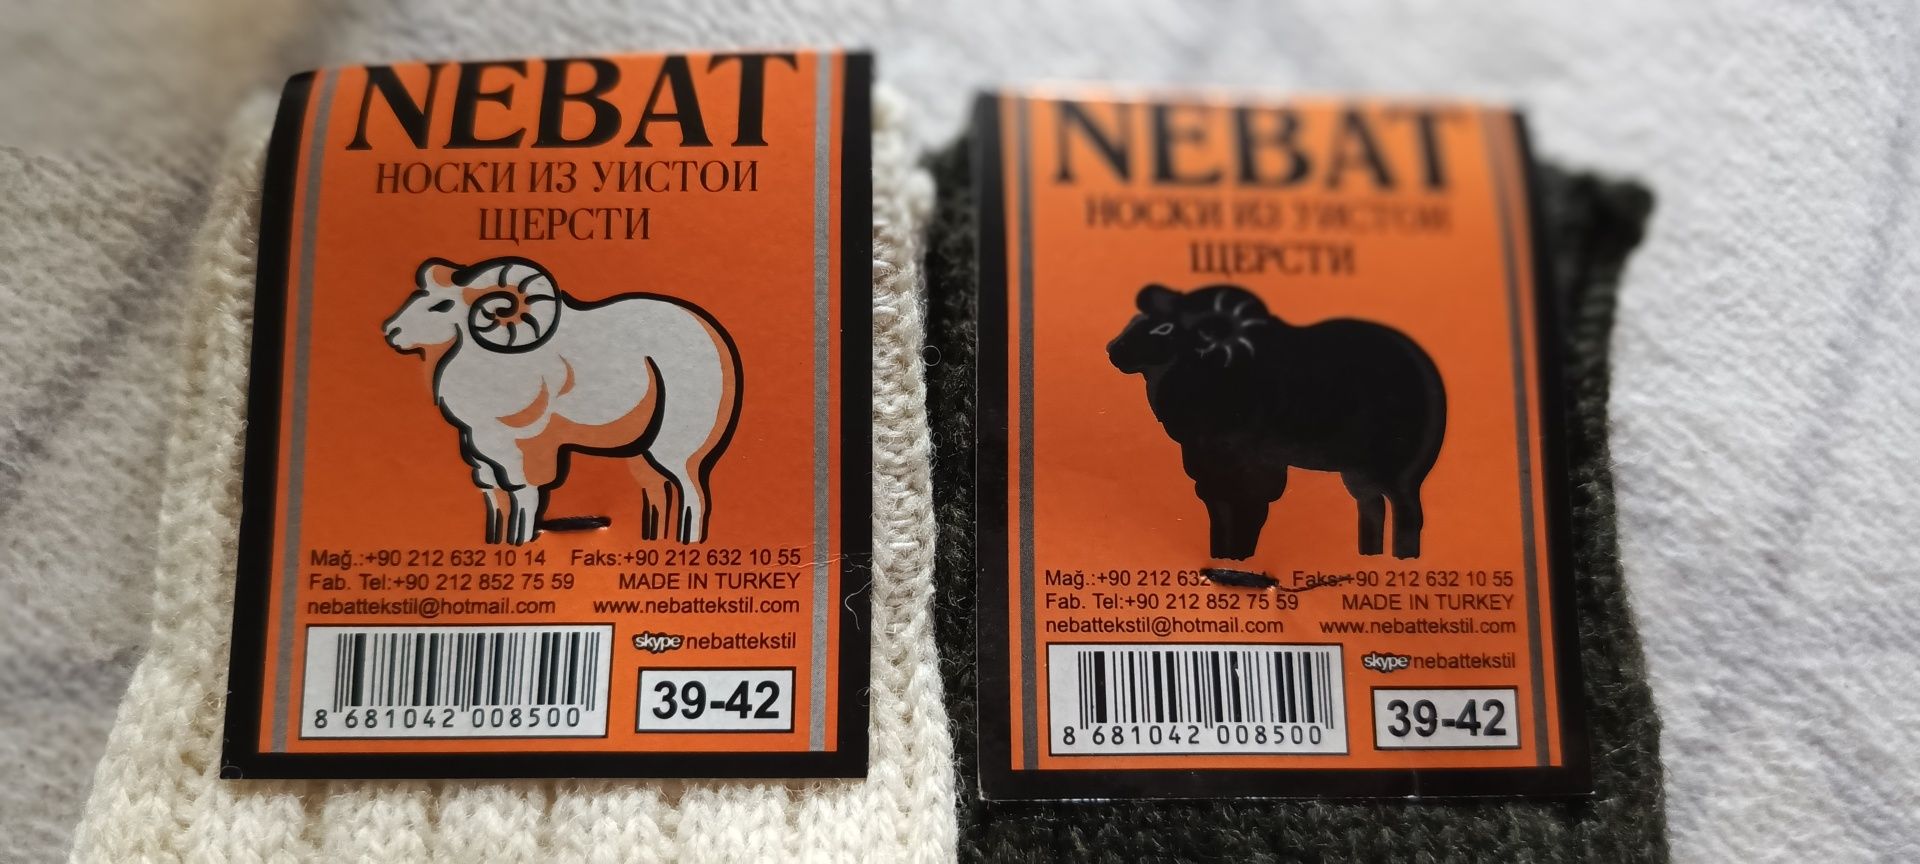 NEBAT
НОСКИ ИЗ УИСТОИ
ЩЕРСТИ
Mağ.:+90 212 632 10 14 Faks:+90 212 632 10 55
Fab. Tel:+90 212 852 75 59 MADE IN TURKEY
nebattekstil@hotmail.com www.nebattekstil.com
skype nebattekstil
8 681042 008500
39-42
NEBAT
НОСКИ ИЗ УИСТОИ
ЩЕРСТИ
Mağ.:+90 212 632 Faks:+90 212 632 10 55
Fab. Tel:+90 212 852 75 59 MADE IN TURKEY
nebattekstil@hotmail.com www.nebattekstil.com
skype nebattekstil
8 681042 008500
39-42